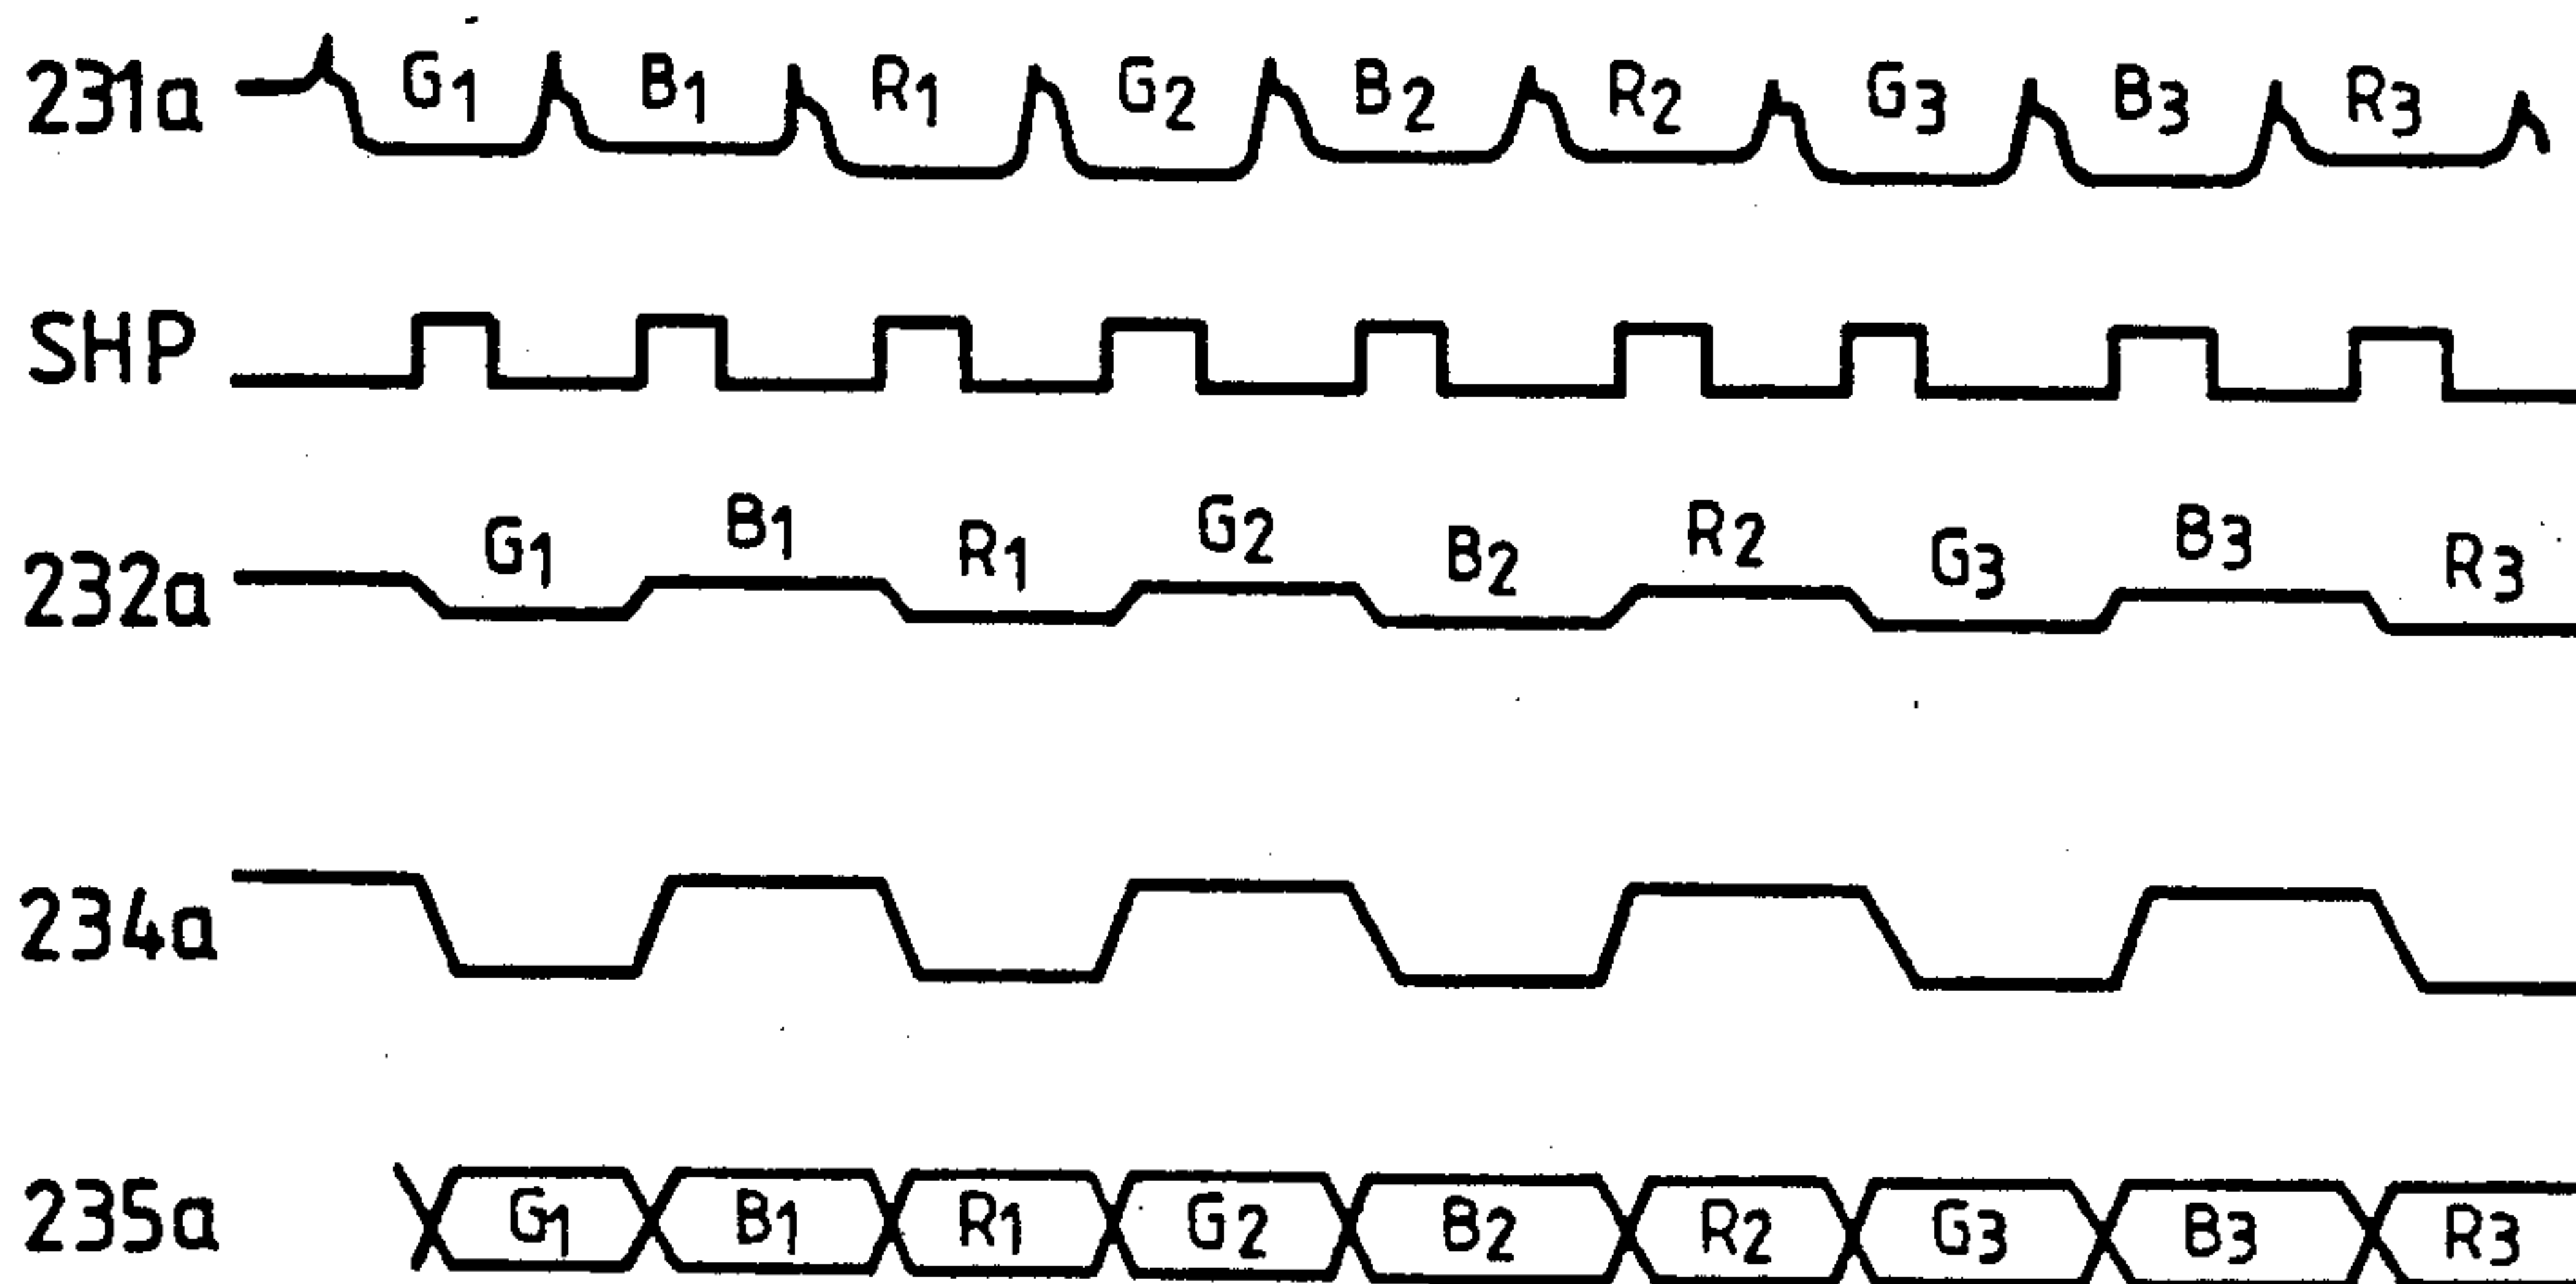 231a G1 B1 R1 G2 B2 R2 G3 B3 R3
SHP
232a G1 B1 R1 G2 B2 R2 G3 B3 R3
234a
235a G1 B1 R1 G2 B2 R2 G3 B3 R3